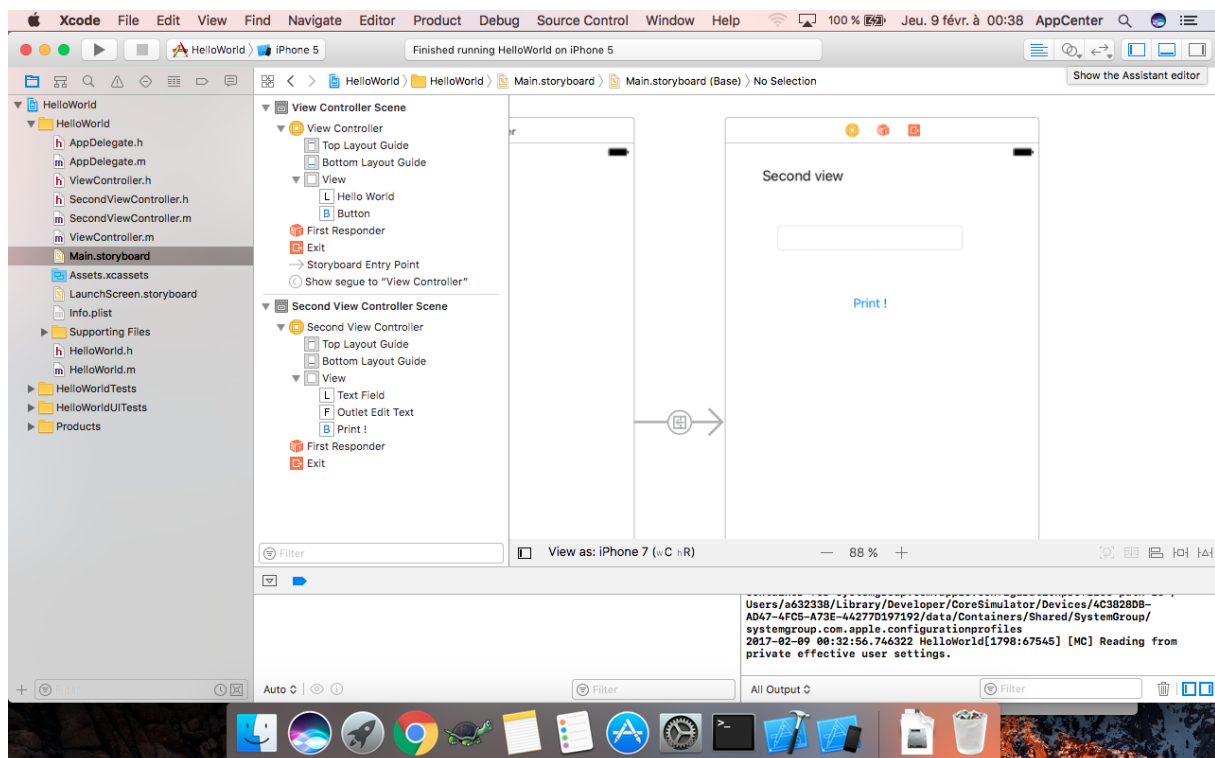 Xcode File Edit View Find Navigate Editor Product Debug Source Control Window Help 100 % Jeu. 9 févr. à 00:38 AppCenter
HelloWorld iPhone 5 Finished running HelloWorld on iPhone 5
Show the Assistant editor
HelloWorld HelloWorld Main.storyboard Main.storyboard (Base) No Selection
HelloWorld
HelloWorld
h AppDelegate.h
m AppDelegate.m
h ViewController.h
h SecondViewController.h
m SecondViewController.m
m ViewController.m
Main.storyboard
Assets.xcassets
LaunchScreen.storyboard
Info.plist
Supporting Files
h HelloWorld.h
m HelloWorld.m
HelloWorldTests
HelloWorldUITests
Products
View Controller Scene
View Controller
Top Layout Guide
Bottom Layout Guide
View
L Hello World
B Button
First Responder
Exit
Storyboard Entry Point
Show segue to “View Controller”
Second View Controller Scene
Second View Controller
Top Layout Guide
Bottom Layout Guide
View
L Text Field
F Outlet Edit Text
B Print !
First Responder
Exit
Filter
Second view
Print !
View as: iPhone 7 (wC hR) — 88 % +
Users/a632338/Library/Developer/CoreSimulator/Devices/4C3828DB-
AD47-4FC5-A73E-44277D197192/data/Containers/Shared/SystemGroup/
systemgroup.com.apple.configurationprofiles
2017-02-09 00:32:56.746322 HelloWorld[1798:67545] [MC] Reading from
private effective user settings.
Auto Filter All Output Filter